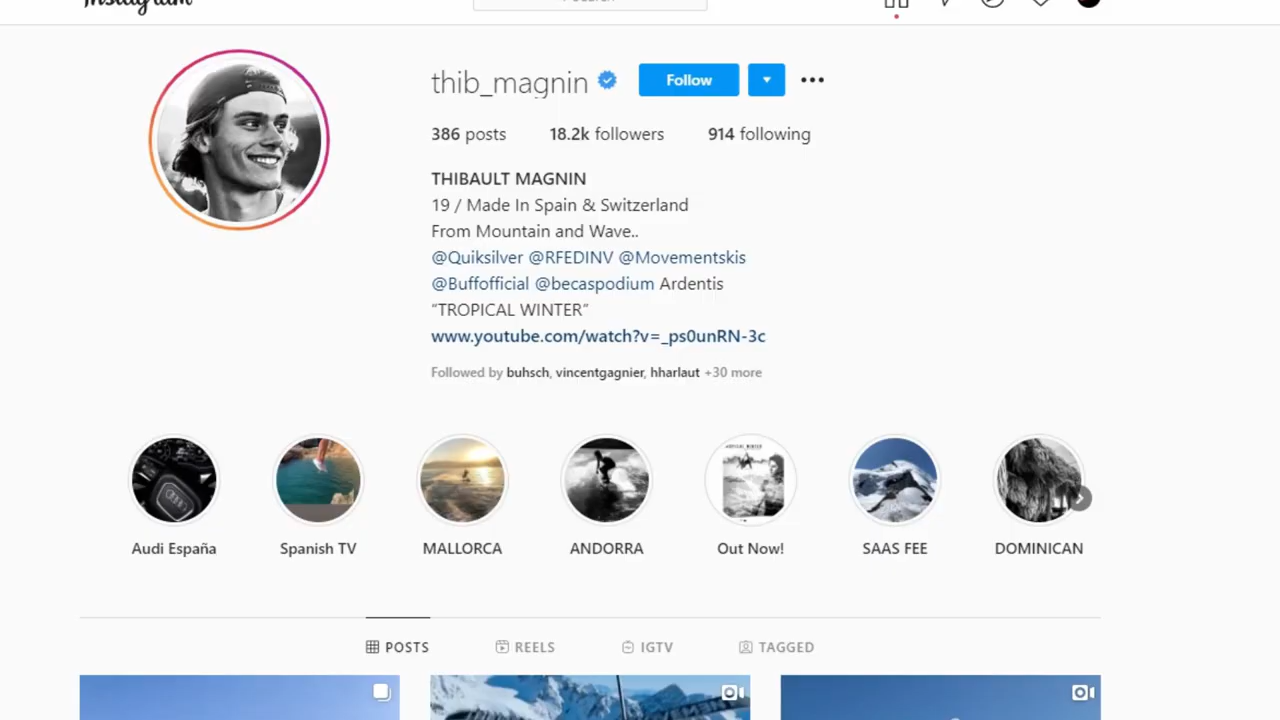 Instagram
Search
thib_magnin
Follow
386 posts 18.2k followers 914 following
THIBAULT MAGNIN
19 / Made In Spain & Switzerland
From Mountain and Wave..
@Quiksilver @RFEDINV @Movementskis
@Buffofficial @becaspodium Ardentis
“TROPICAL WINTER”
www.youtube.com/watch?v=_ps0unRN-3c
Followed by buhsch, vincentgagnier, hharlaut +30 more
Audi España Spanish TV MALLORCA ANDORRA Out Now! SAAS FEE DOMINICAN
POSTS REELS IGTV TAGGED